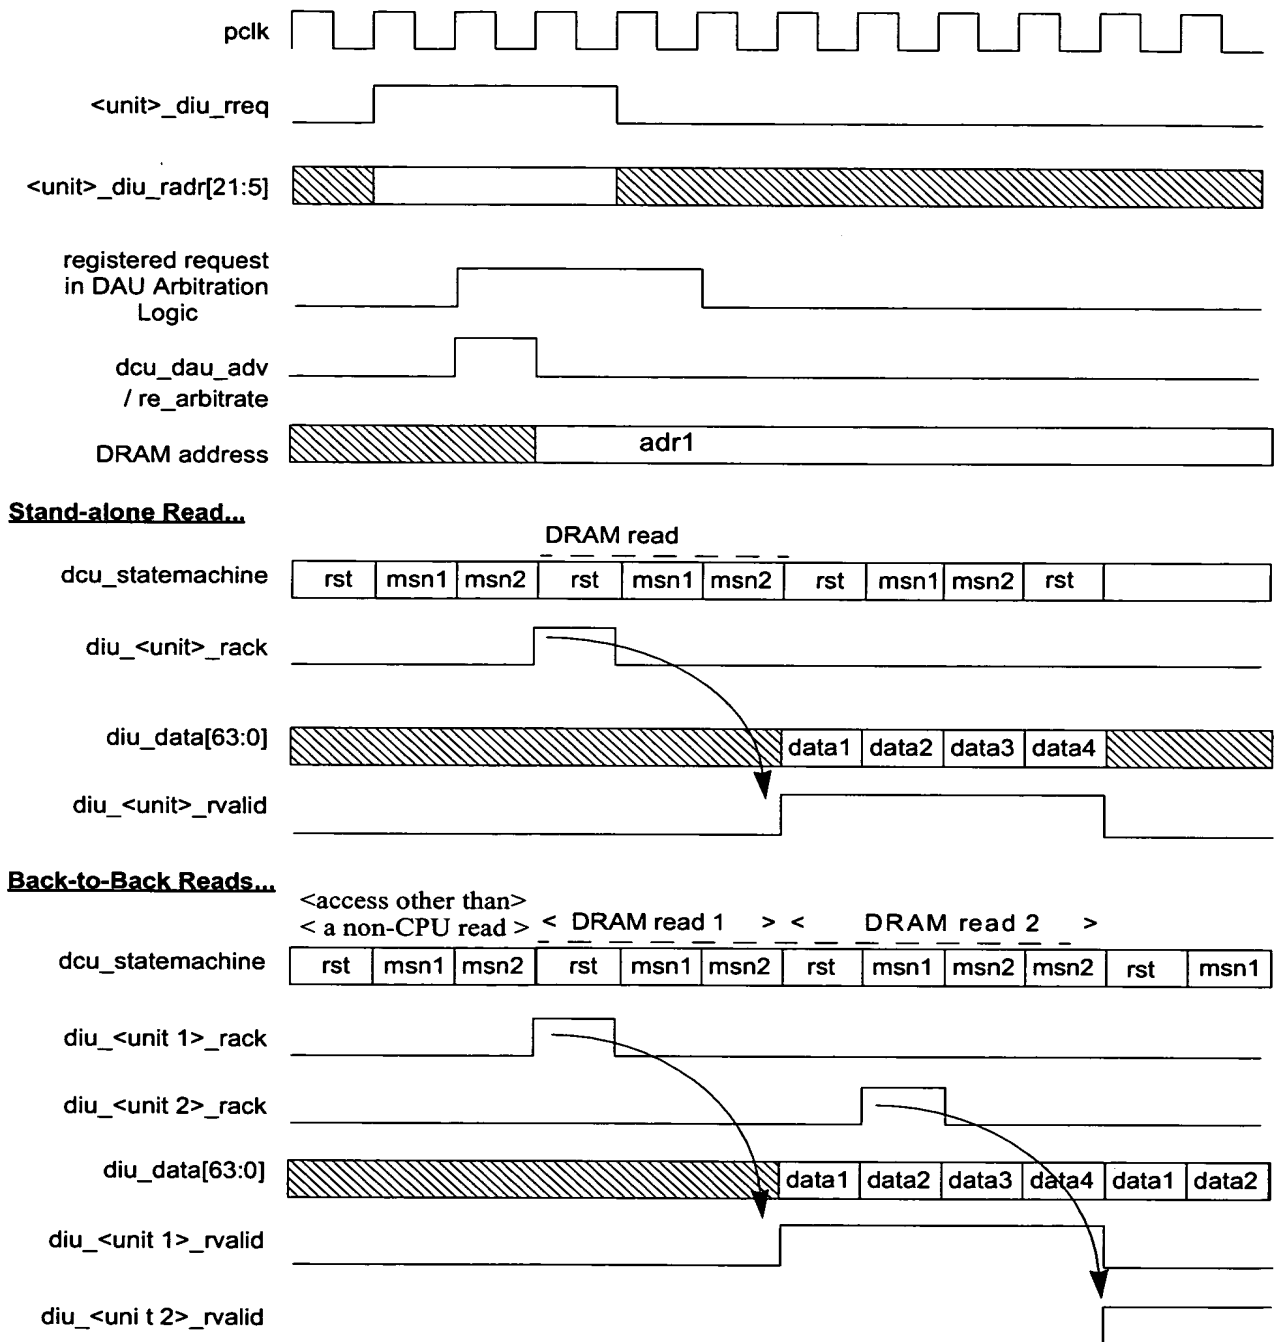 pclk
<unit>_diu_rreq
<unit>_diu_radr[21:5]
registered request
in DAU Arbitration
Logic
dcu_dau_adv
/ re_arbitrate
DRAM address
adr1
Stand-alone Read...
DRAM read
dcu_statemachine rst msn1 msn2 rst msn1 msn2 rst msn1 msn2 rst
diu_<unit>_rack
diu_data[63:0] data1 data2 data3 data4
diu_<unit>_rvalid
Back-to-Back Reads...
<access other than>
< a non-CPU read > < DRAM read 1 > < DRAM read 2 >
dcu_statemachine rst msn1 msn2 rst msn1 msn2 rst msn1 msn2 msn2 rst msn1
diu_<unit 1>_rack
diu_<unit 2>_rack
diu_data[63:0] data1 data2 data3 data4 data1 data2
diu_<unit 1>_rvalid
diu_<uni t 2>_rvalid